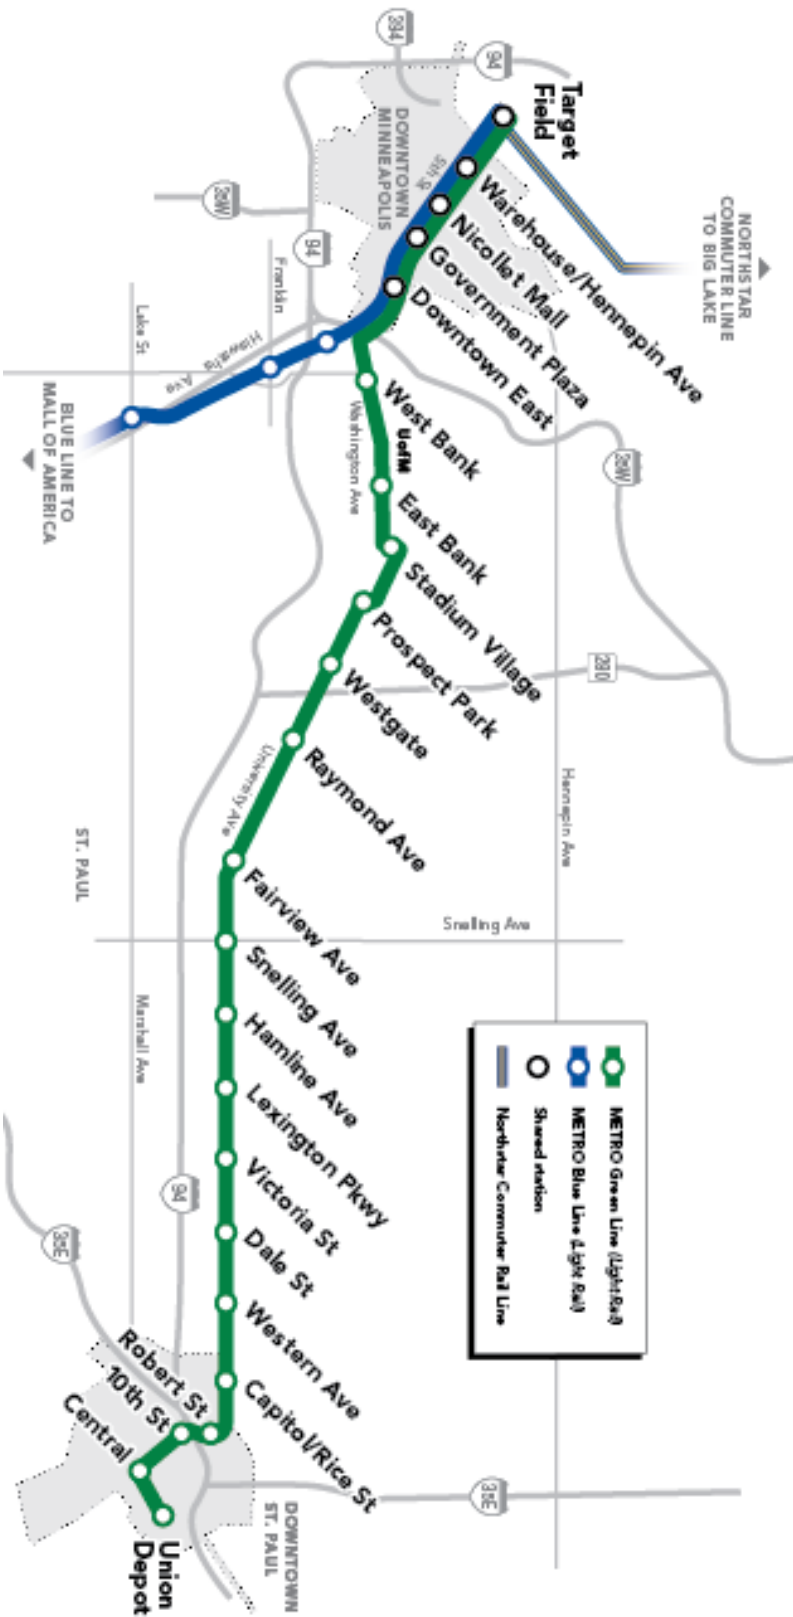 394
94
Target
Field
DOWNTOWN
MINNEAPOLIS
5th St
Warehouse/Hennepin Ave
Nicollet Mall
Government Plaza
Downtown East
NORTHSTAR
COMMUTER LINE
TO BIG LAKE
35W
94
Franklin
Lake St
Hiawatha
Ave
BLUE LINE TO
MALL OF AMERICA
West Bank
UofM
Washington Ave
East Bank
Stadium Village
35W
Prospect Park
Westgate
280
Raymond Ave
University Ave
Hennepin Ave
ST. PAUL
Fairview Ave
Snelling Ave
Snelling Ave
Hamline Ave
Marshall Ave
Lexington Pkwy
Victoria St
94
Dale St
35E
Western Ave
Capitol/Rice St
Robert St
10th St
Central
35E
DOWNTOWN
ST. PAUL
Union
Depot
METRO Green Line (Light Rail)
METRO Blue Line (Light Rail)
Shared station
Northstar Commuter Rail Line